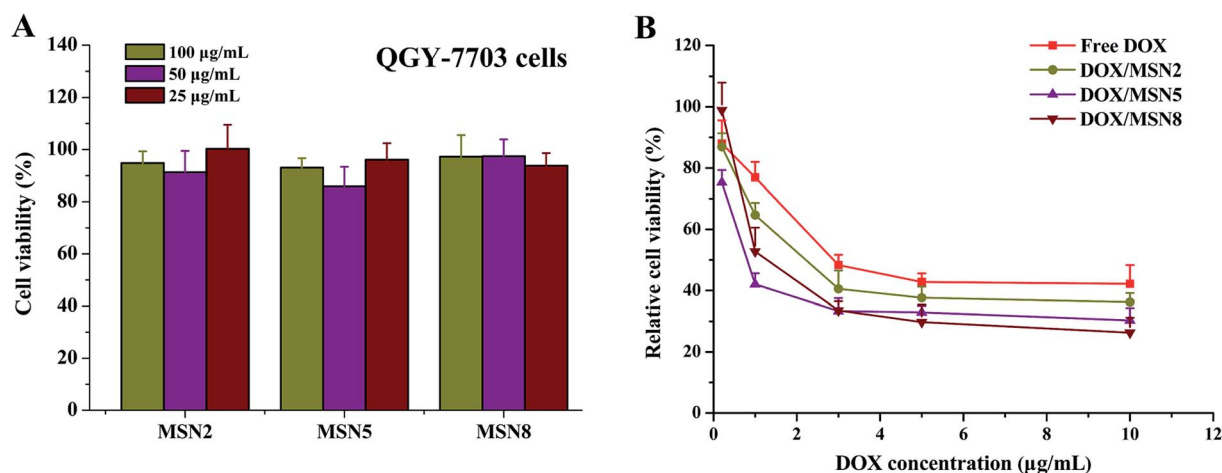 A
QGY-7703 cells
100 µg/mL
50 µg/mL
25 µg/mL
Cell viability (%)
140
120
100
80
60
40
20
0
MSN2 MSN5 MSN8
B
Free DOX
DOX/MSN2
DOX/MSN5
DOX/MSN8
Relative cell viability (%)
120
100
80
60
40
20
0
0 2 4 6 8 10
DOX concentration (µg/mL)